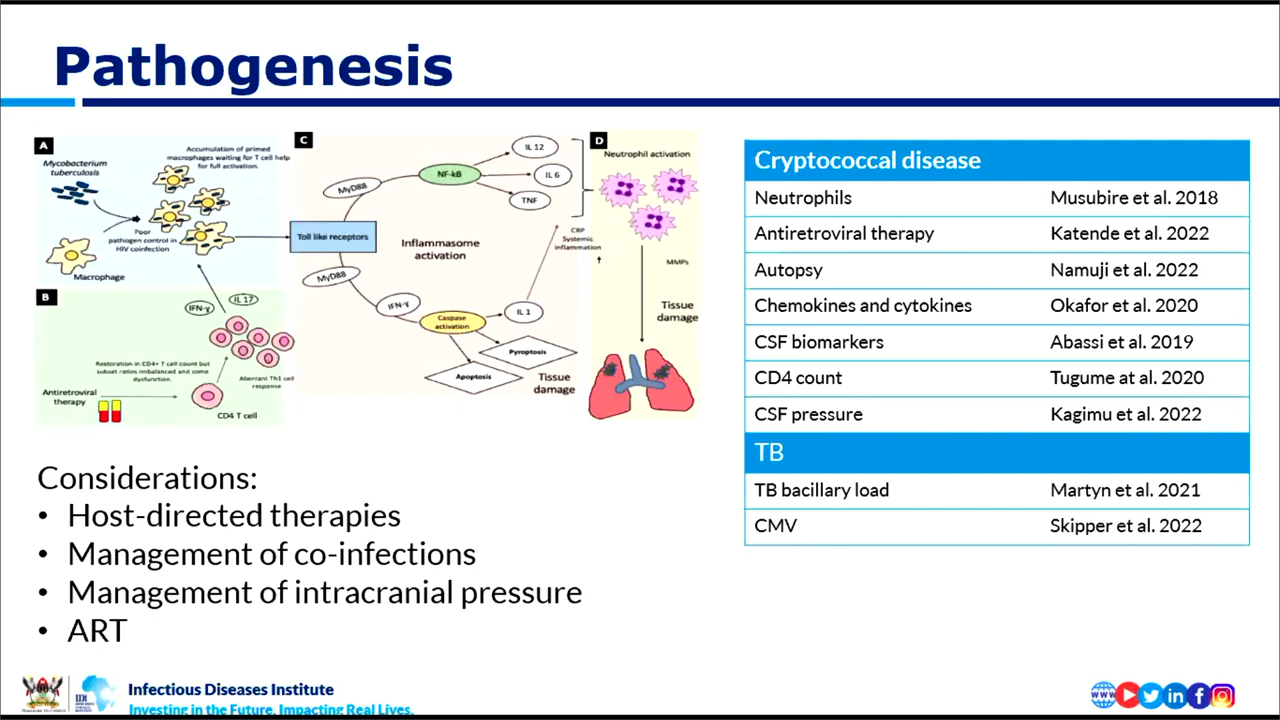 Pathogenesis
A
Mycobacterium
tuberculosis
Accumulation of primed
macrophages waiting for T cell help
for full activation.
Poor
pathogen control in
HIV coinfection
Macrophage
B
IFN-γ
IL 17
Restoration in CD4+ T cell count but
subset ratios imbalanced and some
dysfunction.
Aberrant Th1 cell
response
Antiretroviral
therapy
CD4 T cell
C
MyD88
NF-kB
IL 12
IL 6
TNF
Toll like receptors
Inflammasome
activation
CRP
Systemic
inflammation
MyD88
IFN-γ
Caspase
activation
IL 1
Pyroptosis
Apoptosis
Tissue
damage
D
Neutrophil activation
MMPs
Tissue
damage
Cryptococcal disease
Neutrophils Musubire et al. 2018
Antiretroviral therapy Katende et al. 2022
Autopsy Namuji et al. 2022
Chemokines and cytokines Okafor et al. 2020
CSF biomarkers Abassi et al. 2019
CD4 count Tugume at al. 2020
CSF pressure Kagimu et al. 2022
TB
TB bacillary load Martyn et al. 2021
CMV Skipper et al. 2022
Considerations:
• Host-directed therapies
• Management of co-infections
• Management of intracranial pressure
• ART
IDI
Infectious Diseases Institute
Investing in the Future. Impacting Real Lives.